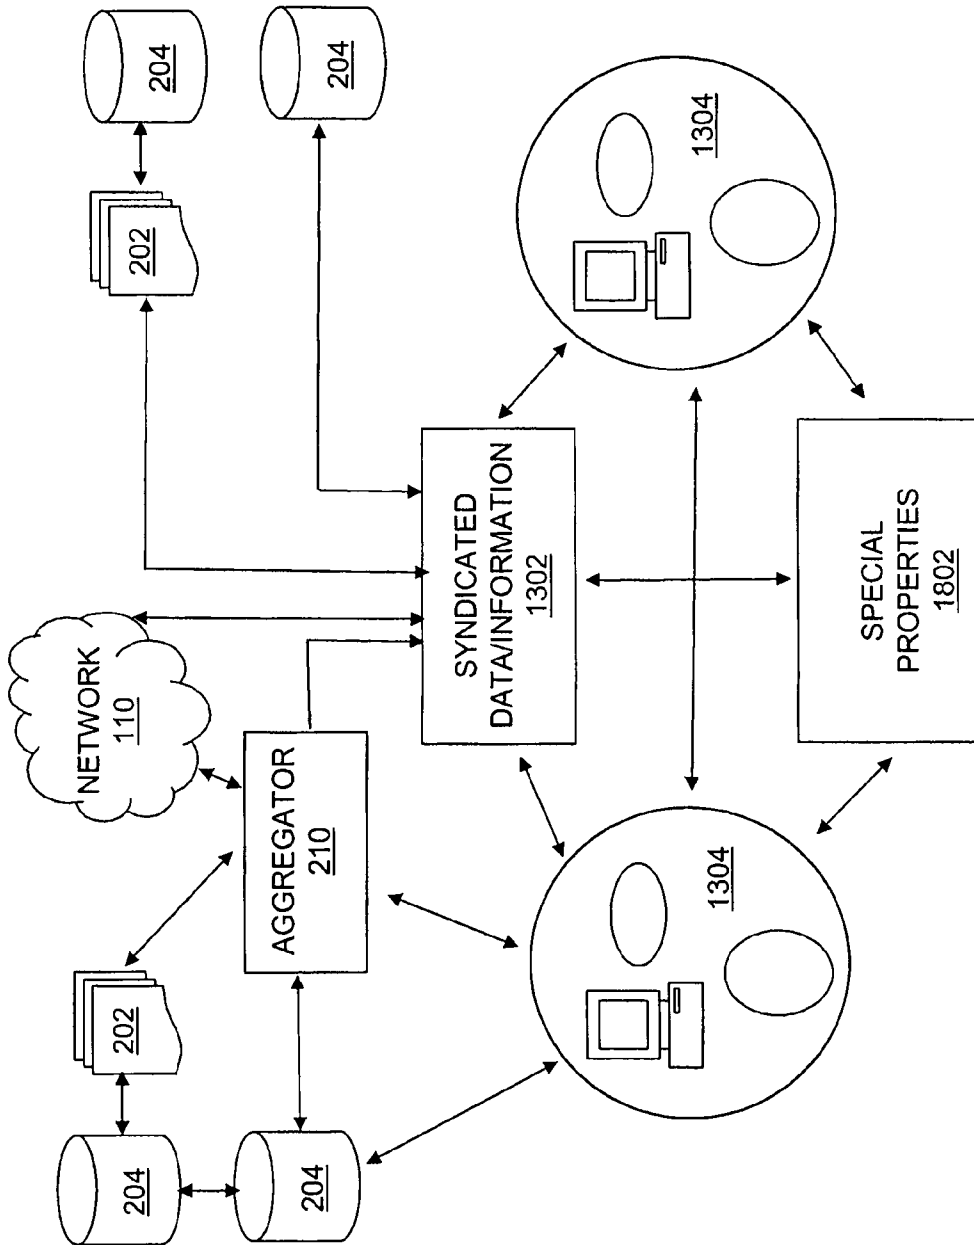 204
202
NETWORK
110
202
204
204
AGGREGATOR
210
204
SYNDICATED
DATA/INFORMATION
1302
1304
1304
SPECIAL
PROPERTIES
1802